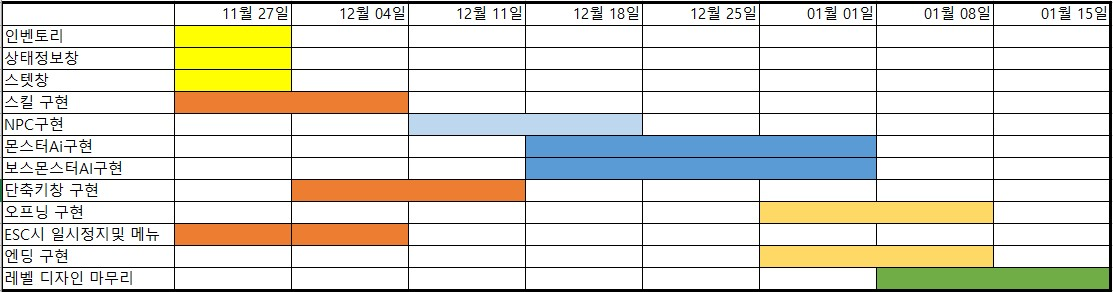 11월 27일 12월 04일 12월 11일 12월 18일 12월 25일 01월 01일 01월 08일 01월 15일
인벤토리
상태정보창
스텟창
스킬 구현
NPC구현
몬스터Ai구현
보스몬스터AI구현
단축키창 구현
오프닝 구현
ESC시 일시정지및 메뉴
엔딩 구현
레벨 디자인 마무리